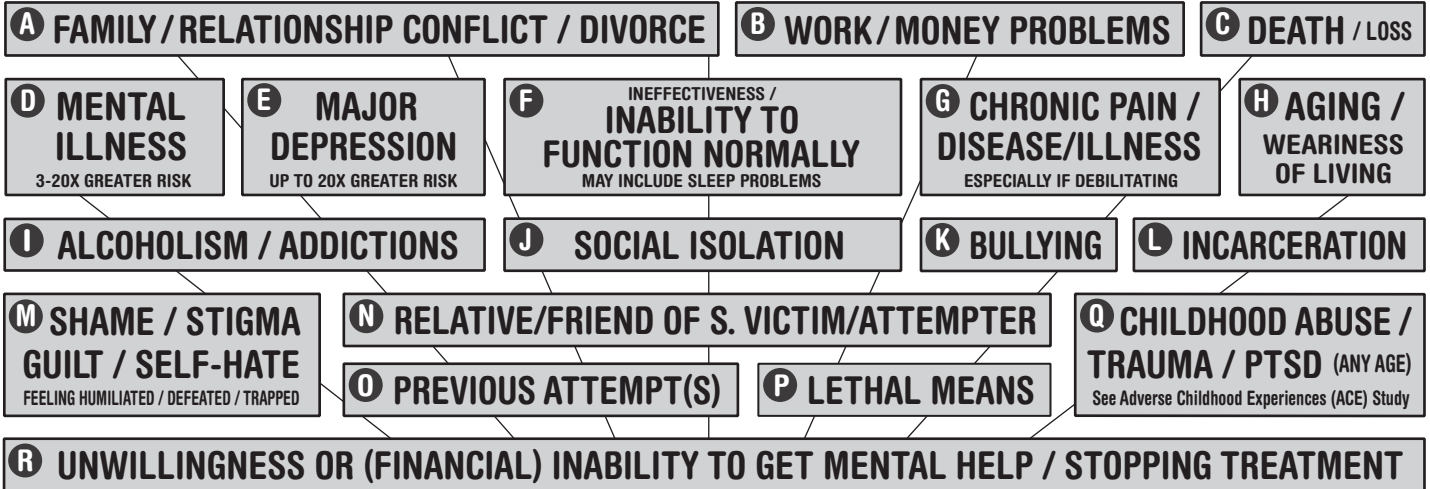 A FAMILY / RELATIONSHIP CONFLICT / DIVORCE
B WORK / MONEY PROBLEMS
C DEATH / LOSS
D MENTAL
ILLNESS
3-20X GREATER RISK
E MAJOR
DEPRESSION
UP TO 20X GREATER RISK
F INEFFECTIVENESS /
INABILITY TO
FUNCTION NORMALLY
MAY INCLUDE SLEEP PROBLEMS
G CHRONIC PAIN /
DISEASE/ILLNESS
ESPECIALLY IF DEBILITATING
H AGING /
WEARINESS
OF LIVING
I ALCOHOLISM / ADDICTIONS
J SOCIAL ISOLATION
K BULLYING
L INCARCERATION
M SHAME / STIGMA
GUILT / SELF-HATE
FEELING HUMILIATED / DEFEATED / TRAPPED
N RELATIVE/FRIEND OF S. VICTIM/ATTEMPTER
O PREVIOUS ATTEMPT(S)
P LETHAL MEANS
Q CHILDHOOD ABUSE /
TRAUMA / PTSD (ANY AGE)
See Adverse Childhood Experiences (ACE) Study
R UNWILLINGNESS OR (FINANCIAL) INABILITY TO GET MENTAL HELP / STOPPING TREATMENT